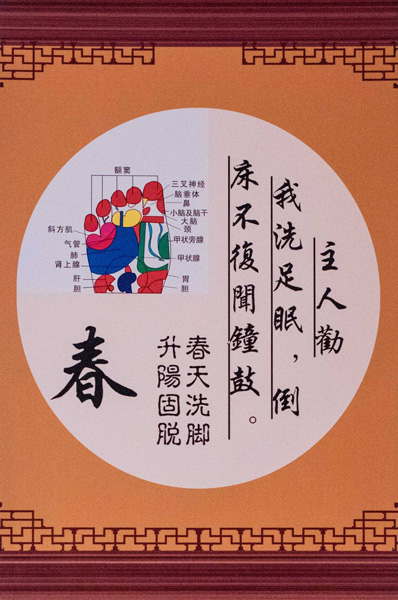 主人勸
我洗足眠，倒
床不復聞鐘鼓。
春天洗脚
升陽固脱
春
额窦
三叉神经
脑垂体
鼻
小脑及脑干
大脑
颈
甲状旁腺
甲状腺
胃
胆
斜方肌
气管
肺
肾上腺
肝
胆